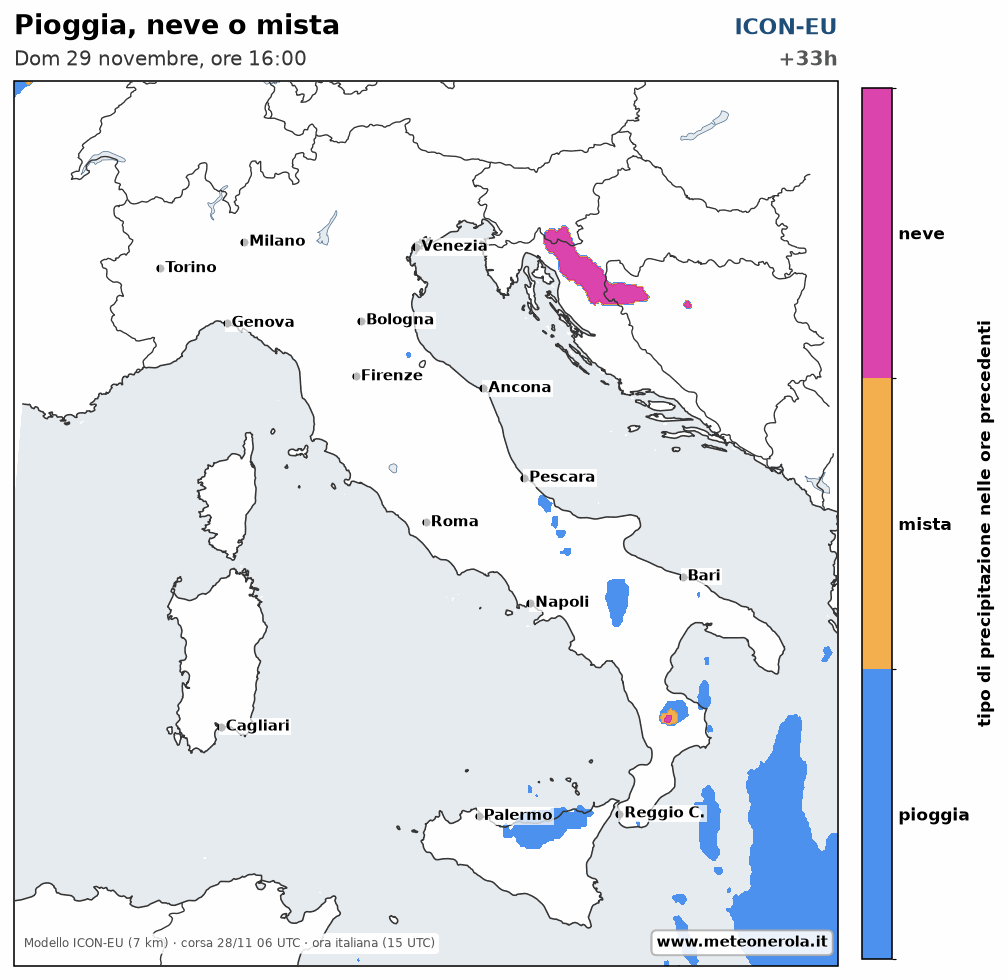 Pioggia, neve o mista
ICON-EU
Dom 29 novembre, ore 16:00
+33h
neve
mista
pioggia
tipo di precipitazione nelle ore precedenti
Milano
Venezia
Torino
Genova
Bologna
Firenze
Ancona
Pescara
Roma
Bari
Napoli
Cagliari
Palermo
Reggio C.
Modello ICON-EU (7 km) · corsa 28/11 06 UTC · ora italiana (15 UTC)
www.meteonerola.it